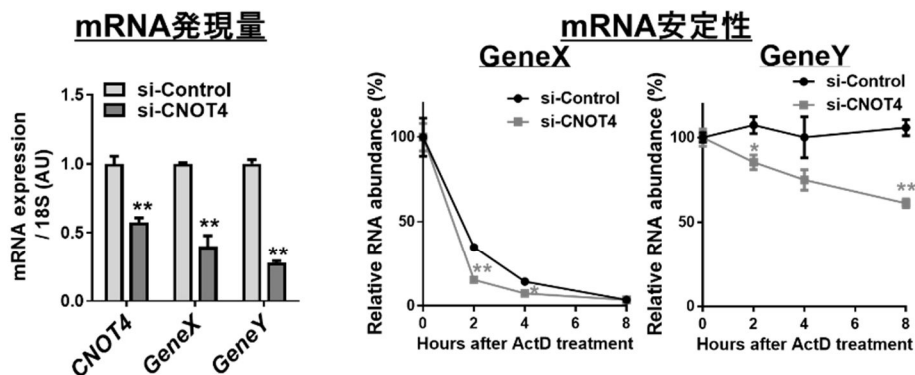 mRNA発現量
si-Control
si-CNOT4
mRNA expression
/ 18S (AU)
1.5
1.0
0.5
0.0
**
**
**
CNOT4
GeneX
GeneY
mRNA安定性
GeneX
si-Control
si-CNOT4
Relative RNA abundance (%)
100
50
0
**
*
0 2 4 6 8
Hours after ActD treatment
GeneY
si-Control
si-CNOT4
Relative RNA abundance (%)
100
50
0
*
**
0 2 4 6 8
Hours after ActD treatment